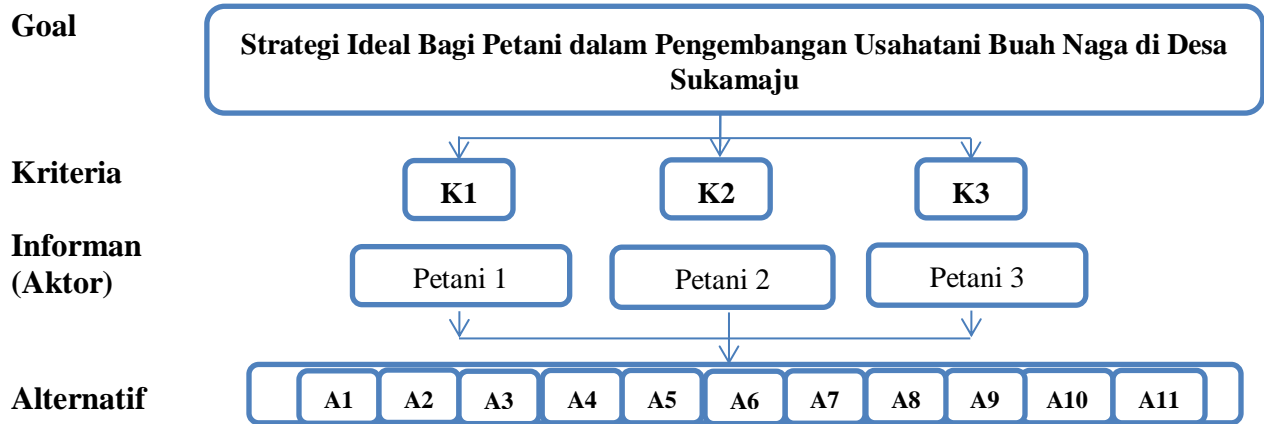 Goal
Strategi Ideal Bagi Petani dalam Pengembangan Usahatani Buah Naga di Desa
Sukamaju
Kriteria
K1 K2 K3
Informan
(Aktor)
Petani 1 Petani 2 Petani 3
Alternatif
A1 A2 A3 A4 A5 A6 A7 A8 A9 A10 A11